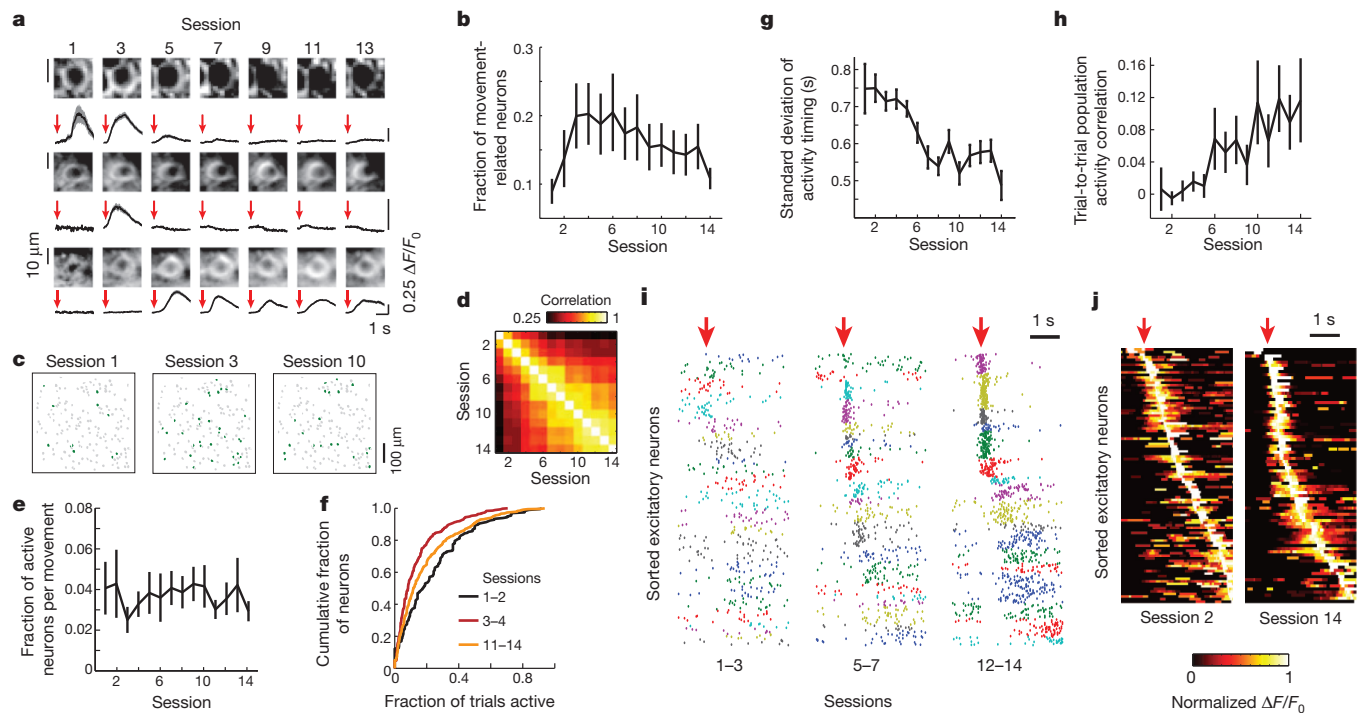 a
Session
1 3 5 7 9 11 13
10 μm
0.25 ΔF/F0
1 s
b
Fraction of movement-
related neurons
0.3
0.2
0.1
2 6 10 14
Session
g
Standard deviation of
activity timing (s)
0.8
0.7
0.6
0.5
2 6 10 14
Session
h
Trial-to-trial population
activity correlation
0.16
0.12
0.08
0.04
0
2 6 10 14
Session
c
Session 1 Session 3 Session 10
100 μm
d
Correlation
0.25 1
Session
2
6
10
14
2 6 10 14
Session
e
Fraction of active
neurons per movement
0.08
0.06
0.04
0.02
0
2 6 10 14
Session
f
Cumulative fraction
of neurons
1.0
0.8
0.6
0.4
0.2
0
0 0.4 0.8
Fraction of trials active
Sessions
1–2
3–4
11–14
i
1 s
Sorted excitatory neurons
1–3 5–7 12–14
Sessions
j
1 s
Sorted excitatory neurons
Session 2 Session 14
0 1
Normalized ΔF/F0